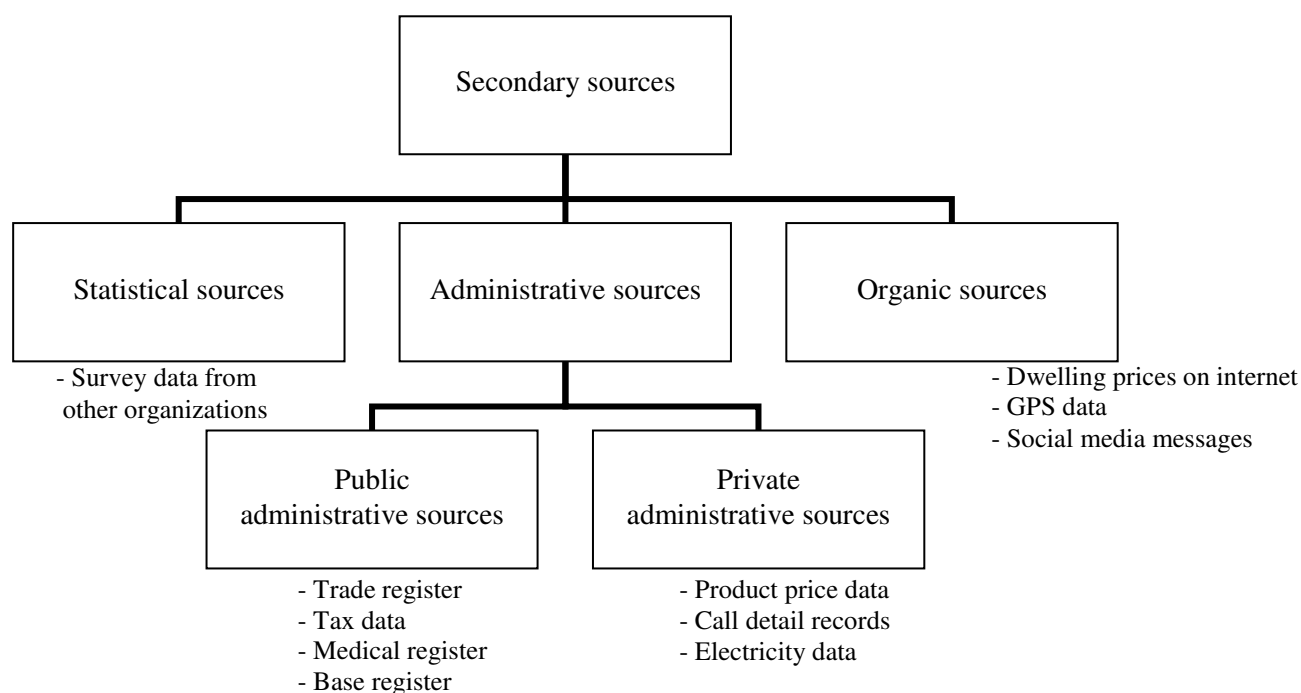 Secondary sources
Statistical sources
Administrative sources
Organic sources
- Survey data from
other organizations
- Dwelling prices on internet
- GPS data
- Social media messages
Public
administrative sources
Private
administrative sources
- Trade register
- Tax data
- Medical register
- Base register
- Product price data
- Call detail records
- Electricity data